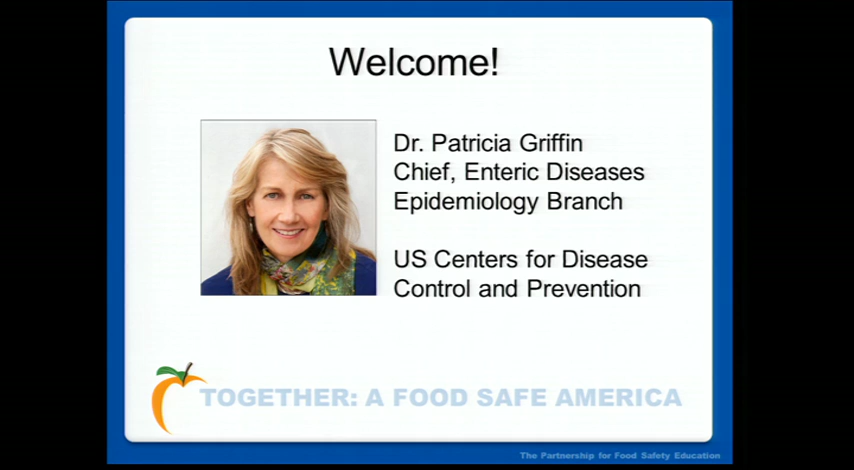 Welcome!
Dr. Patricia Griffin
Chief, Enteric Diseases
Epidemiology Branch
US Centers for Disease
Control and Prevention
TOGETHER: A FOOD SAFE AMERICA
The Partnership for Food Safety Education